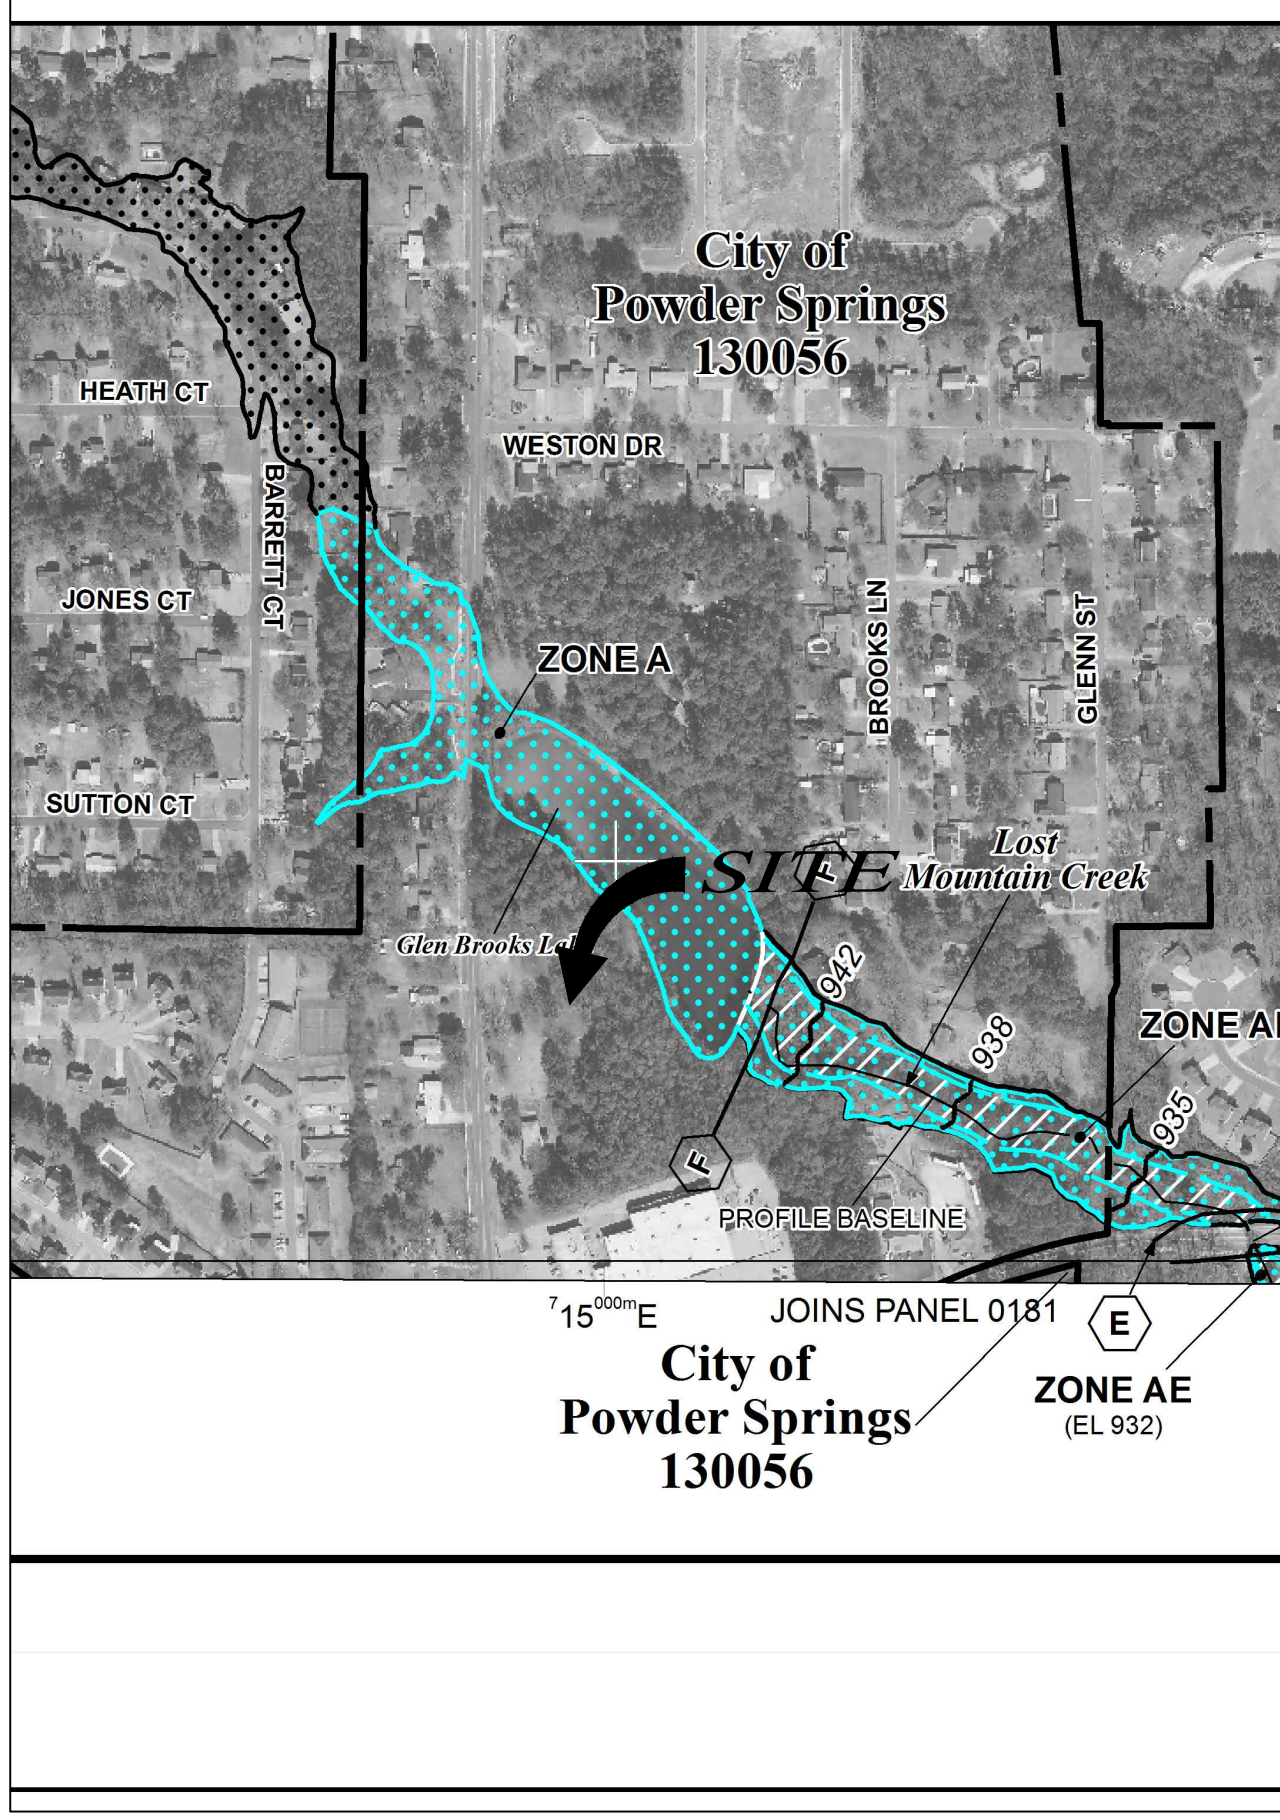 City of
Powder Springs
130056
HEATH CT
WESTON DR
BARRETT CT
JONES CT
BROOKS LN
GLENN ST
ZONE A
SUTTON CT
Lost
Mountain Creek
SITE
F
Glen Brooks La
942
ZONE AE
938
935
F
PROFILE BASELINE
715000mE
JOINS PANEL 0181
E
City of
Powder Springs
130056
ZONE AE
(EL 932)